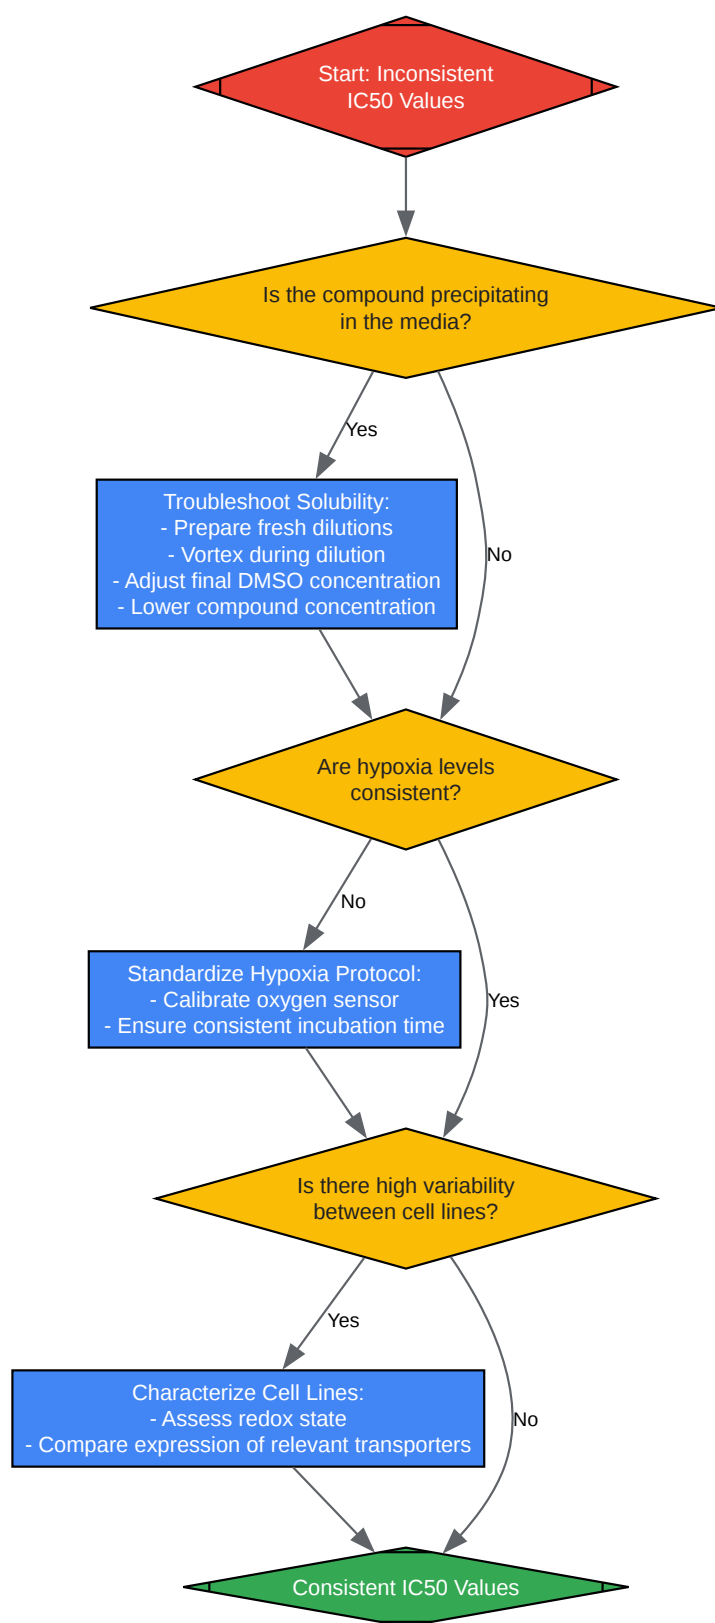 Start: Inconsistent
IC50 Values
Is the compound precipitating
in the media?
Yes
Troubleshoot Solubility:
- Prepare fresh dilutions
- Vortex during dilution
- Adjust final DMSO concentration
- Lower compound concentration
No
Are hypoxia levels
consistent?
No
Standardize Hypoxia Protocol:
- Calibrate oxygen sensor
- Ensure consistent incubation time
Yes
Is there high variability
between cell lines?
Yes
Characterize Cell Lines:
- Assess redox state
- Compare expression of relevant transporters
No
Consistent IC50 Values